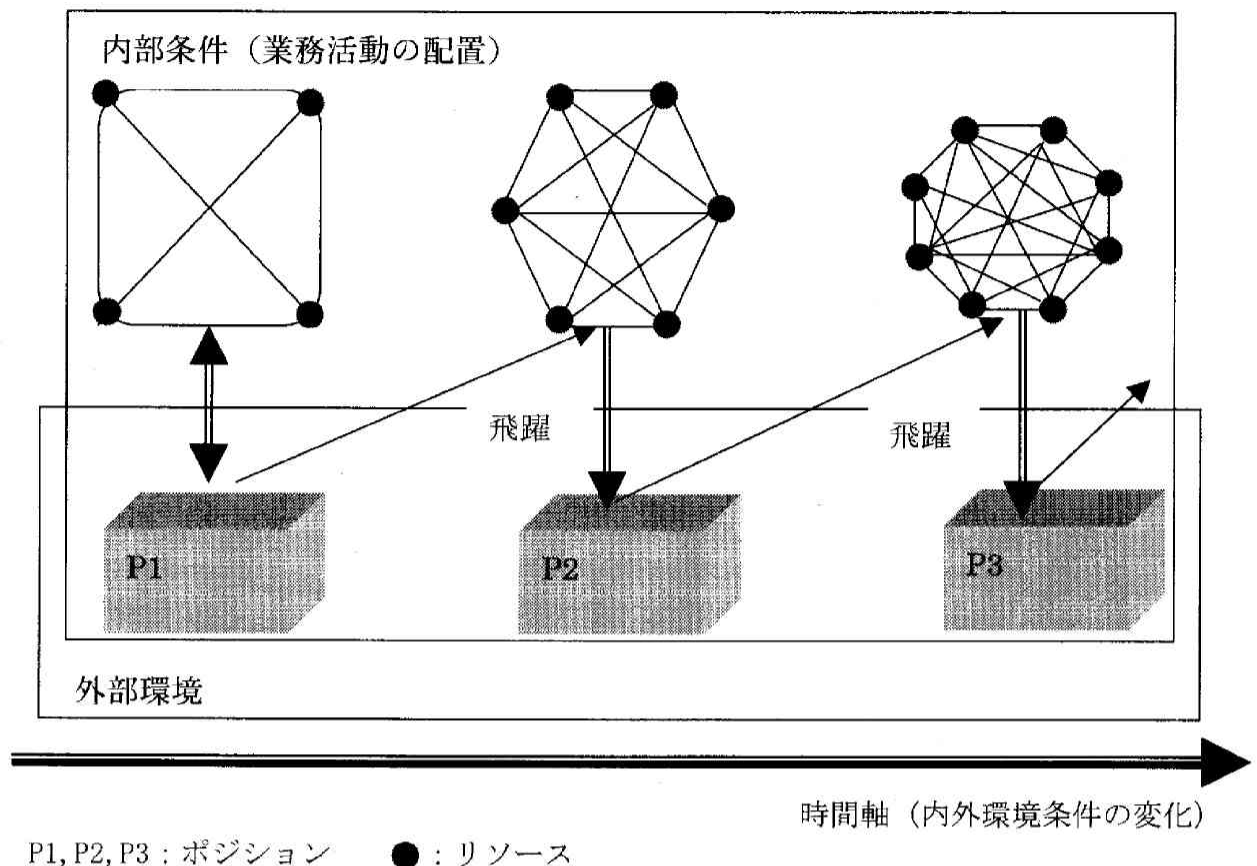 内部条件（業務活動の配置）
飛躍
飛躍
P1
P2
P3
外部環境
時間軸（内外環境条件の変化）
P1,P2,P3：ポジション ●：リソース